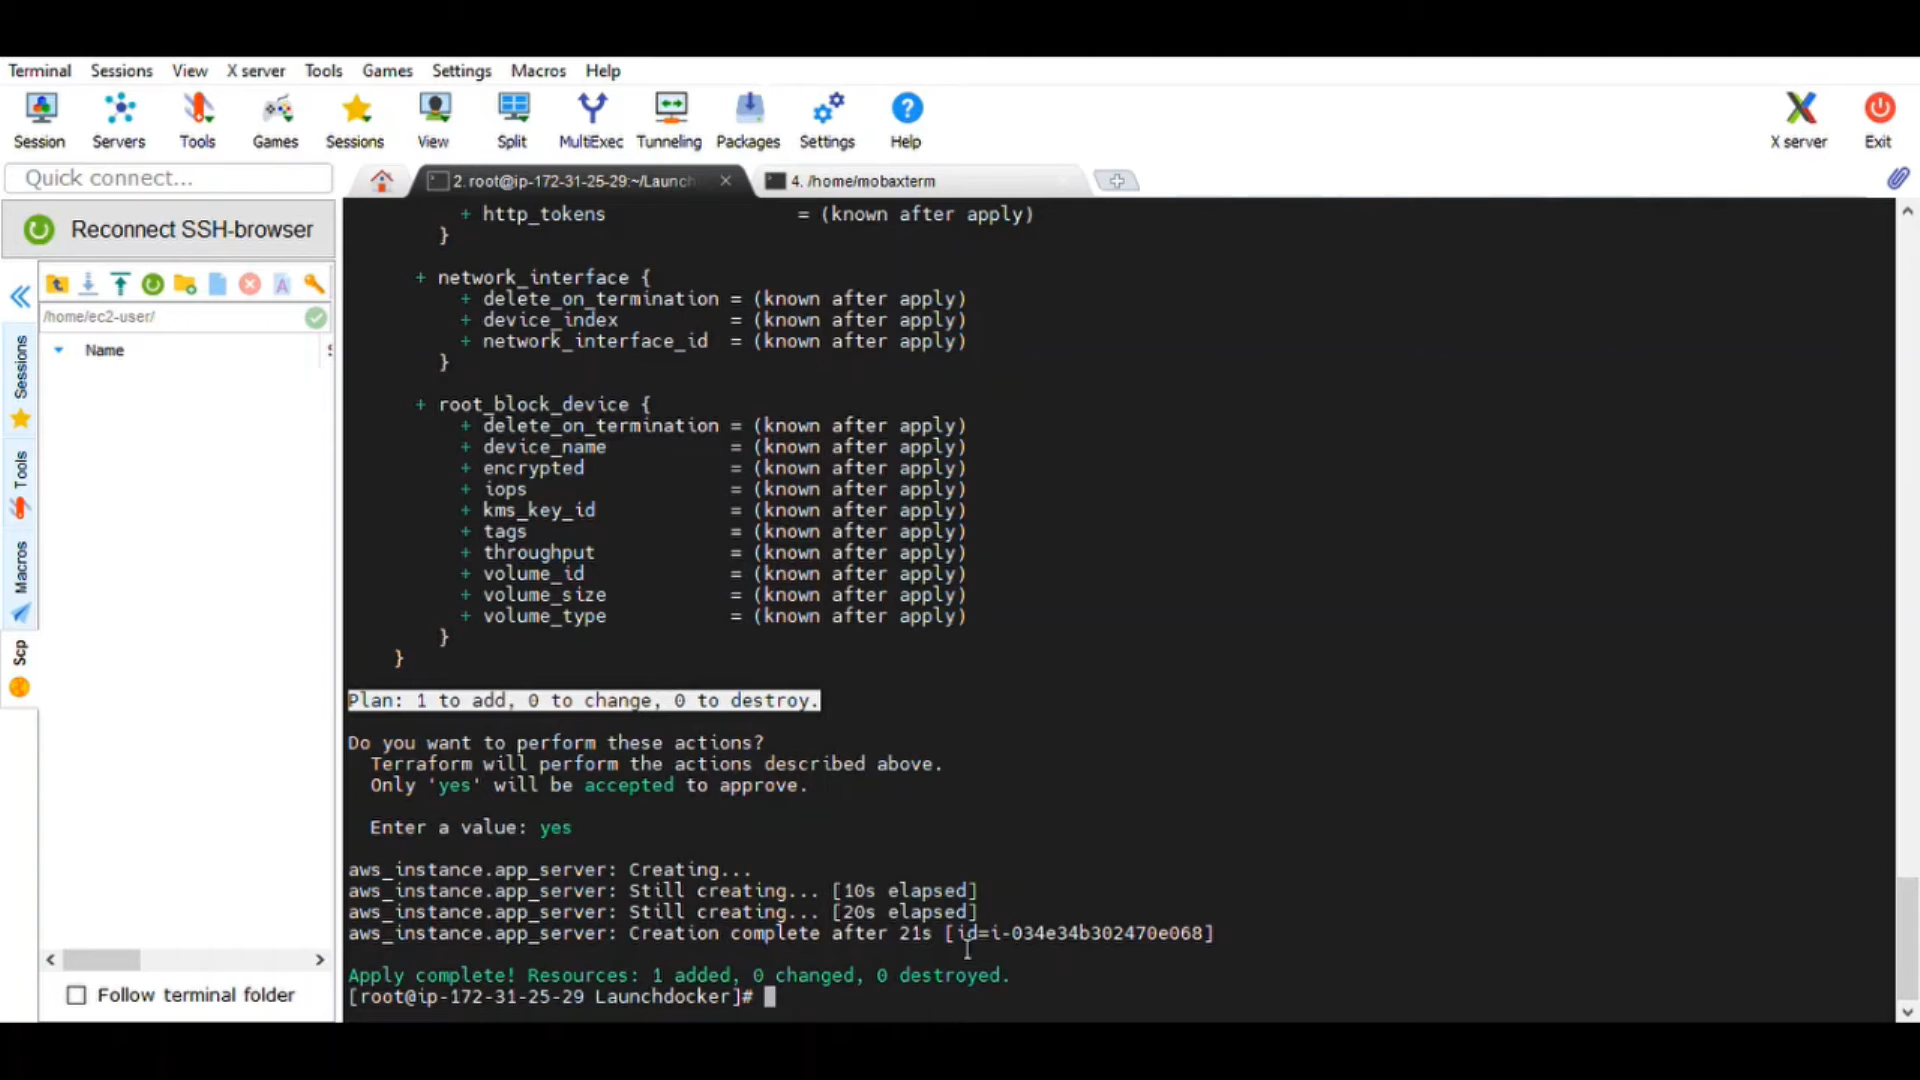 Terminal Sessions View X server Tools Games Settings Macros Help
Session Servers Tools Games Sessions View Split MultiExec Tunneling Packages Settings Help X server Exit
Quick connect...
2. root@ip-172-31-25-29:~/Launch
4. /home/mobaxterm
Reconnect SSH-browser
/home/ec2-user/
Name
Sessions
Tools
Macros
Scp
Follow terminal folder
+ http_tokens = (known after apply)
}
+ network_interface {
+ delete_on_termination = (known after apply)
+ device_index = (known after apply)
+ network_interface_id = (known after apply)
}
+ root_block_device {
+ delete_on_termination = (known after apply)
+ device_name = (known after apply)
+ encrypted = (known after apply)
+ iops = (known after apply)
+ kms_key_id = (known after apply)
+ tags = (known after apply)
+ throughput = (known after apply)
+ volume_id = (known after apply)
+ volume_size = (known after apply)
+ volume_type = (known after apply)
}
}
Plan: 1 to add, 0 to change, 0 to destroy.
Do you want to perform these actions?
Terraform will perform the actions described above.
Only 'yes' will be accepted to approve.
Enter a value: yes
aws_instance.app_server: Creating...
aws_instance.app_server: Still creating... [10s elapsed]
aws_instance.app_server: Still creating... [20s elapsed]
aws_instance.app_server: Creation complete after 21s [id=i-034e34b302470e068]
Apply complete! Resources: 1 added, 0 changed, 0 destroyed.
[root@ip-172-31-25-29 Launchdocker]#